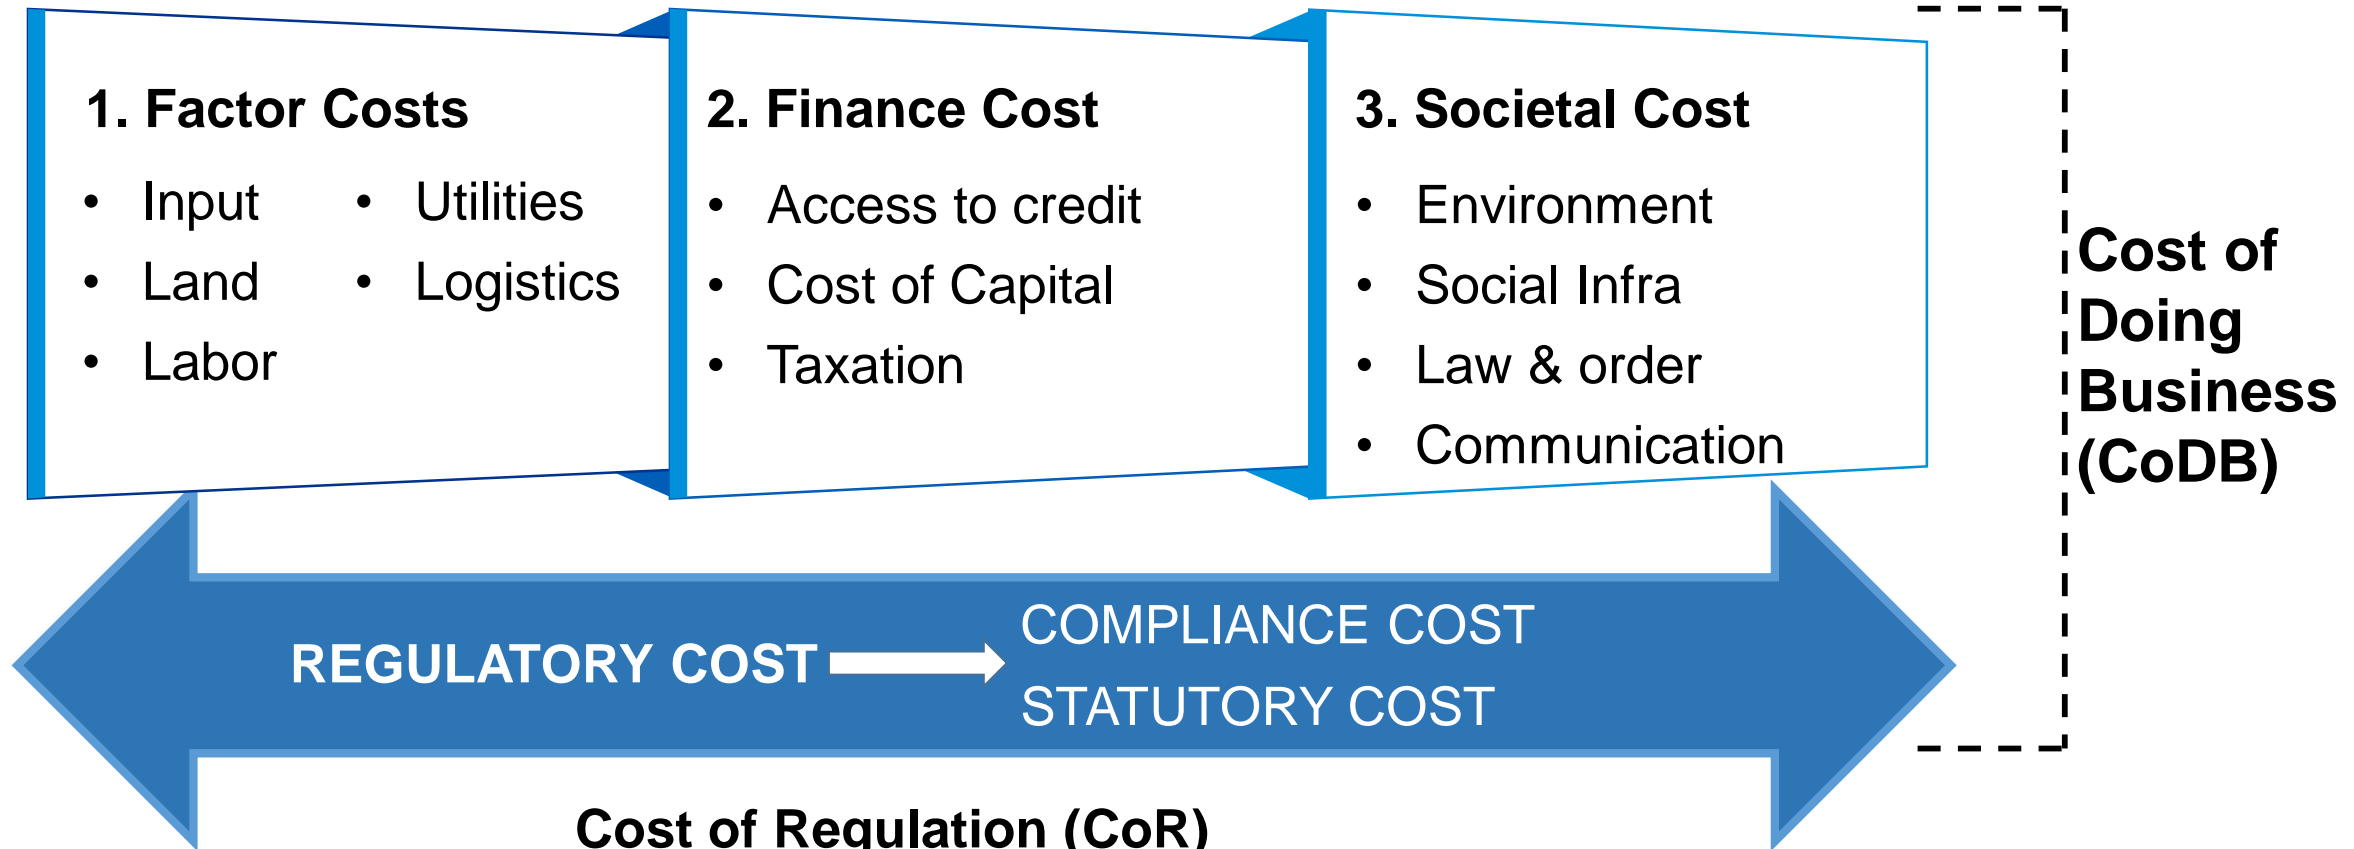 1. Factor Costs
• Input
• Land
• Labor
• Utilities
• Logistics
2. Finance Cost
• Access to credit
• Cost of Capital
• Taxation
3. Societal Cost
• Environment
• Social Infra
• Law & order
• Communication
Cost of
Doing
Business
(CoDB)
REGULATORY COST
COMPLIANCE COST
STATUTORY COST
Cost of Regulation (CoR)